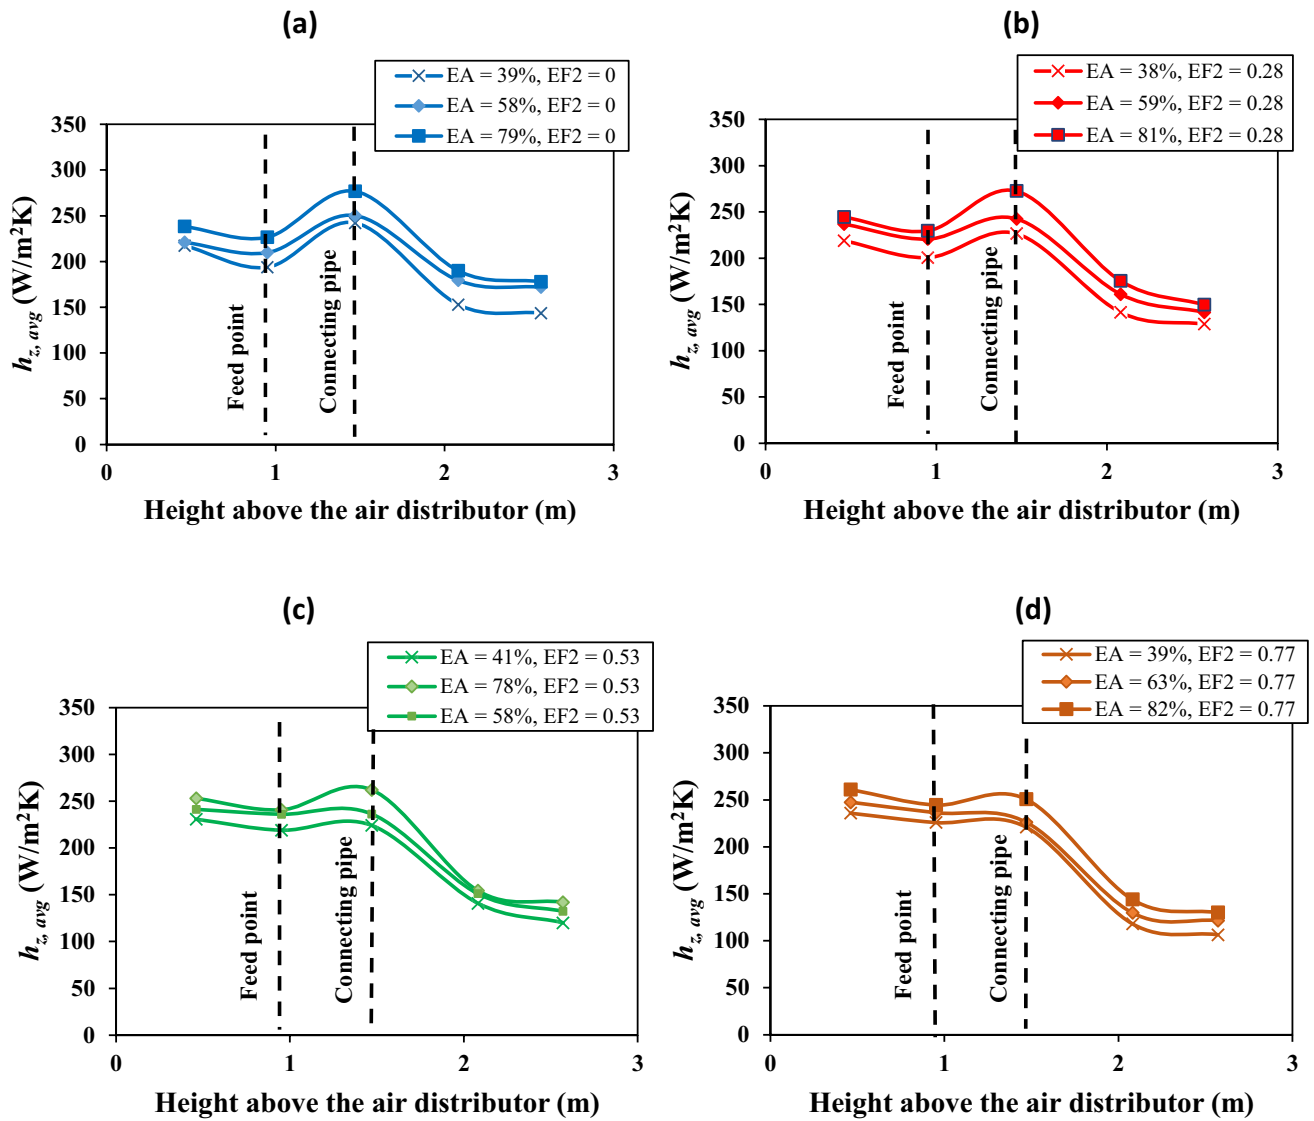 (a)
EA = 39%, EF2 = 0
EA = 58%, EF2 = 0
EA = 79%, EF2 = 0
350
300
250
200
150
100
50
0
h_z, avg (W/m²K)
Feed point
Connecting pipe
0
1
2
3
Height above the air distributor (m)
(b)
EA = 38%, EF2 = 0.28
EA = 59%, EF2 = 0.28
EA = 81%, EF2 = 0.28
350
300
250
200
150
100
50
0
h_z, avg (W/m²K)
Feed point
Connecting pipe
0
1
2
3
Height above the air distributor (m)
(c)
EA = 41%, EF2 = 0.53
EA = 78%, EF2 = 0.53
EA = 58%, EF2 = 0.53
350
300
250
200
150
100
50
0
h_z, avg (W/m²K)
Feed point
Connecting pipe
0
1
2
3
Height above the air distributor (m)
(d)
EA = 39%, EF2 = 0.77
EA = 63%, EF2 = 0.77
EA = 82%, EF2 = 0.77
350
300
250
200
150
100
50
0
h_z, avg (W/m²K)
Feed point
Connecting pipe
0
1
2
3
Height above the air distributor (m)